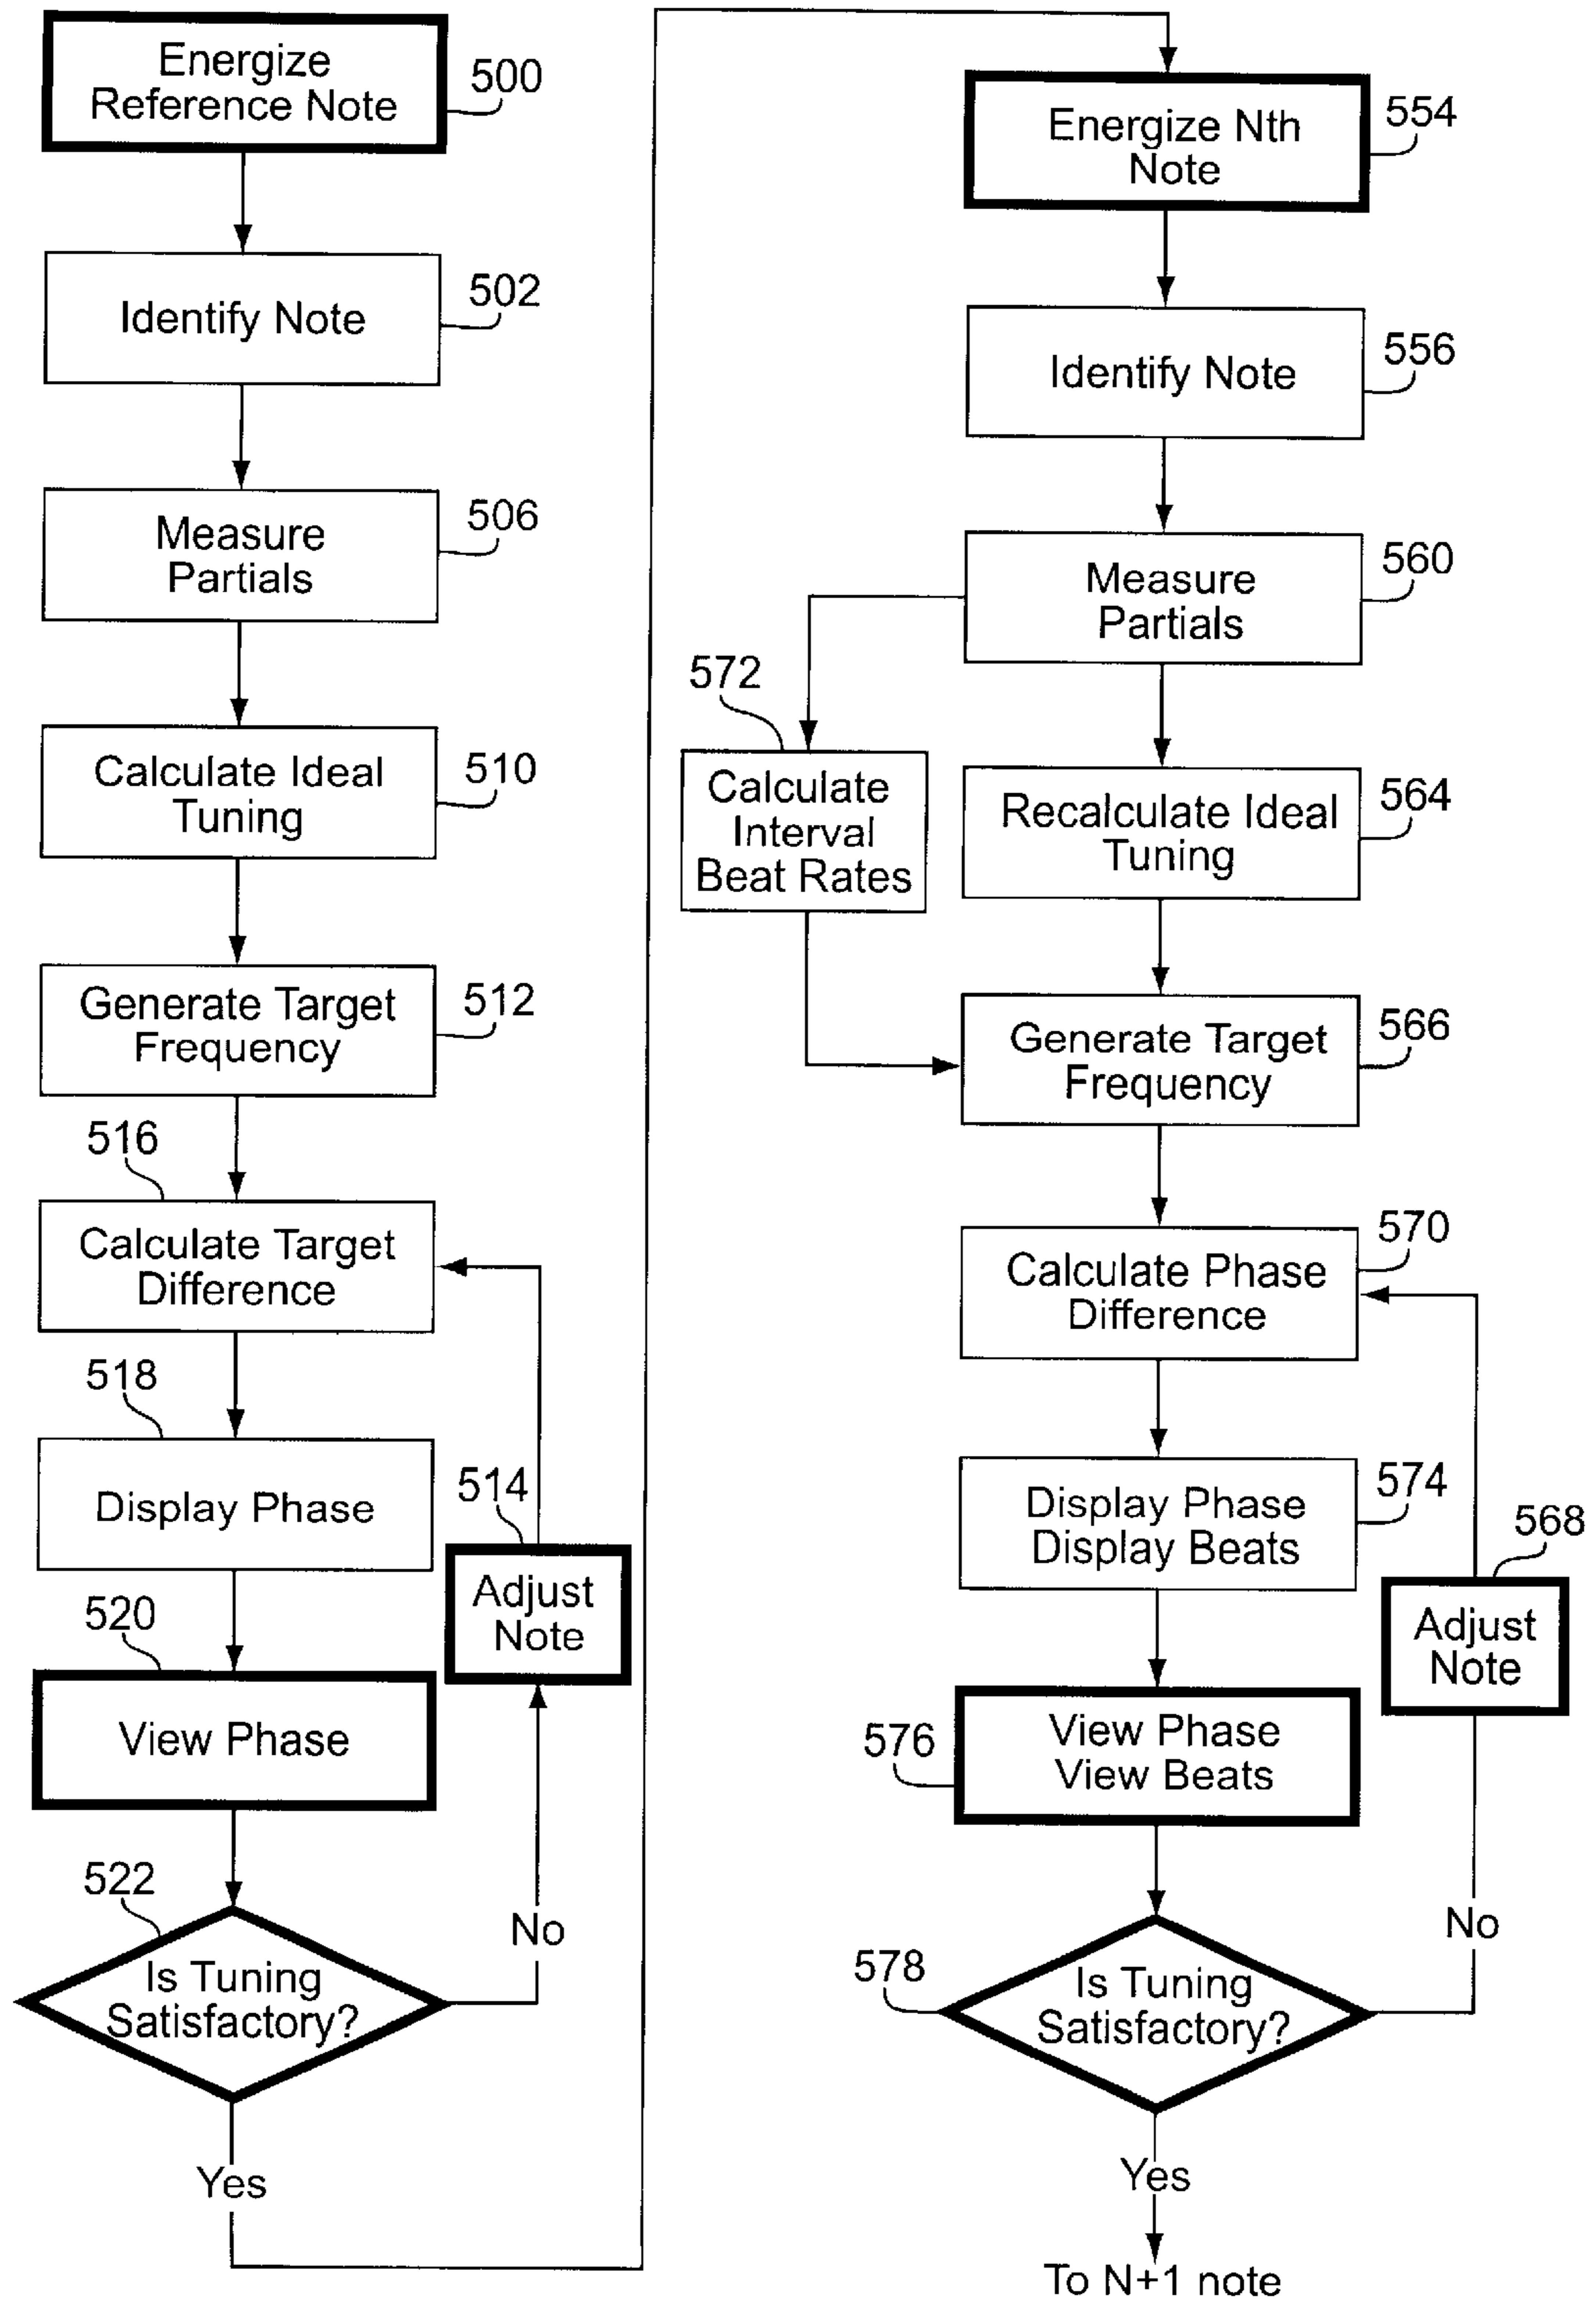 Energize
Reference Note
500
Identify Note
502
Measure
Partials
506
Calculate Ideal
Tuning
510
Generate Target
Frequency
512
516
Calculate Target
Difference
518
Display Phase
514
Adjust
Note
520
View Phase
522
Is Tuning
Satisfactory?
No
Yes
Energize Nth
Note
554
Identify Note
556
Measure
Partials
560
572
Calculate
Interval
Beat Rates
Recalculate Ideal
Tuning
564
Generate Target
Frequency
566
Calculate Phase
Difference
570
Display Phase
Display Beats
574
568
Adjust
Note
576
View Phase
View Beats
578
Is Tuning
Satisfactory?
No
Yes
To N+1 note